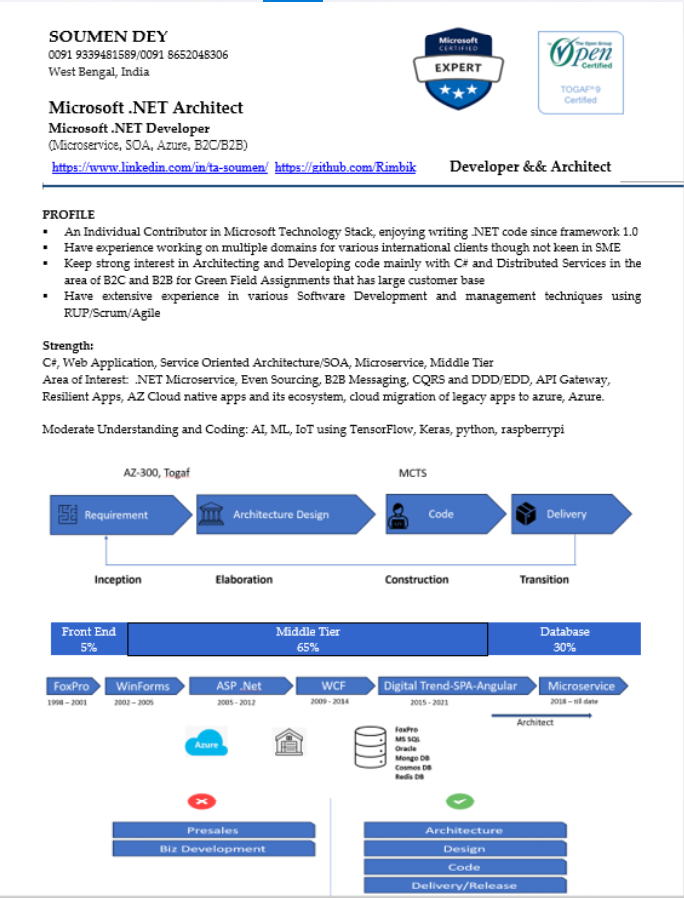 SOUMEN DEY
0091 9339481589/0091 8652048306
West Bengal, India
Microsoft
CERTIFIED
EXPERT
The Open Group
Open
Certified
TOGAF® 9
Certified
Microsoft .NET Architect
Microsoft .NET Developer
(Microservice, SOA, Azure, B2C/B2B)
https://www.linkedin.com/in/ta-soumen/ https://github.com/Rimbik Developer && Architect
PROFILE
▪ An Individual Contributor in Microsoft Technology Stack, enjoying writing .NET code since framework 1.0
▪ Have experience working on multiple domains for various international clients though not keen in SME
▪ Keep strong interest in Architecting and Developing code mainly with C# and Distributed Services in the
area of B2C and B2B for Green Field Assignments that has large customer base
▪ Have extensive experience in various Software Development and management techniques using
RUP/Scrum/Agile
Strength:
C#, Web Application, Service Oriented Architecture/SOA, Microservice, Middle Tier
Area of Interest: .NET Microservice, Even Sourcing, B2B Messaging, CQRS and DDD/EDD, API Gateway,
Resilient Apps, AZ Cloud native apps and its ecosystem, cloud migration of legacy apps to azure, Azure.
Moderate Understanding and Coding: AI, ML, IoT using TensorFlow, Keras, python, raspberrypi
AZ-300, Togaf MCTS
Requirement Architecture Design Code Delivery
Inception Elaboration Construction Transition
Front End Middle Tier Database
5% 65% 30%
FoxPro WinForms ASP .Net WCF Digital Trend-SPA-Angular Microservice
1998 – 2001 2002 – 2005 2005 - 2012 2009 - 2014 2015 - 2021 2018 – till date
Architect
Azure
FoxPro
MS SQL
Oracle
Mongo DB
Cosmos DB
Redis DB
Presales Architecture
Biz Development Design
Code
Delivery/Release